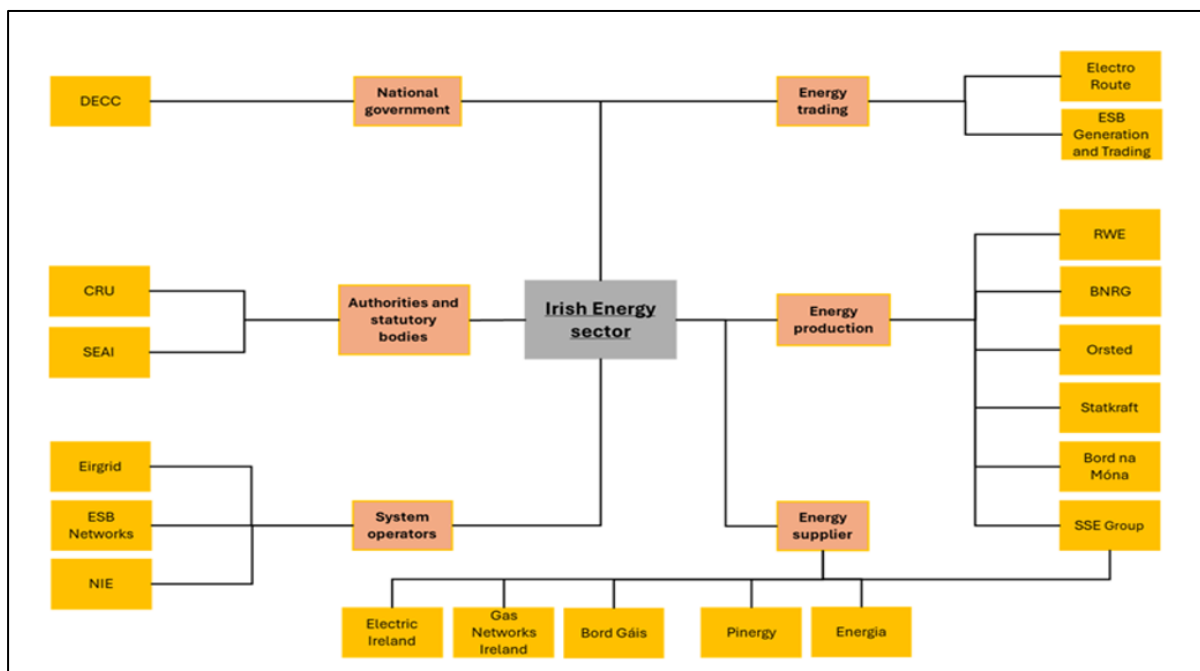 DECC
National
government
Energy
trading
Electro
Route
ESB
Generation
and Trading
CRU
SEAI
Authorities and
statutory
bodies
Irish Energy
sector
Energy
production
RWE
BNRG
Orsted
Statkraft
Bord na
Móna
SSE Group
Eirgrid
ESB
Networks
NIE
System
operators
Energy
supplier
Electric
Ireland
Gas
Networks
Ireland
Bord Gáis
Pinergy
Energia